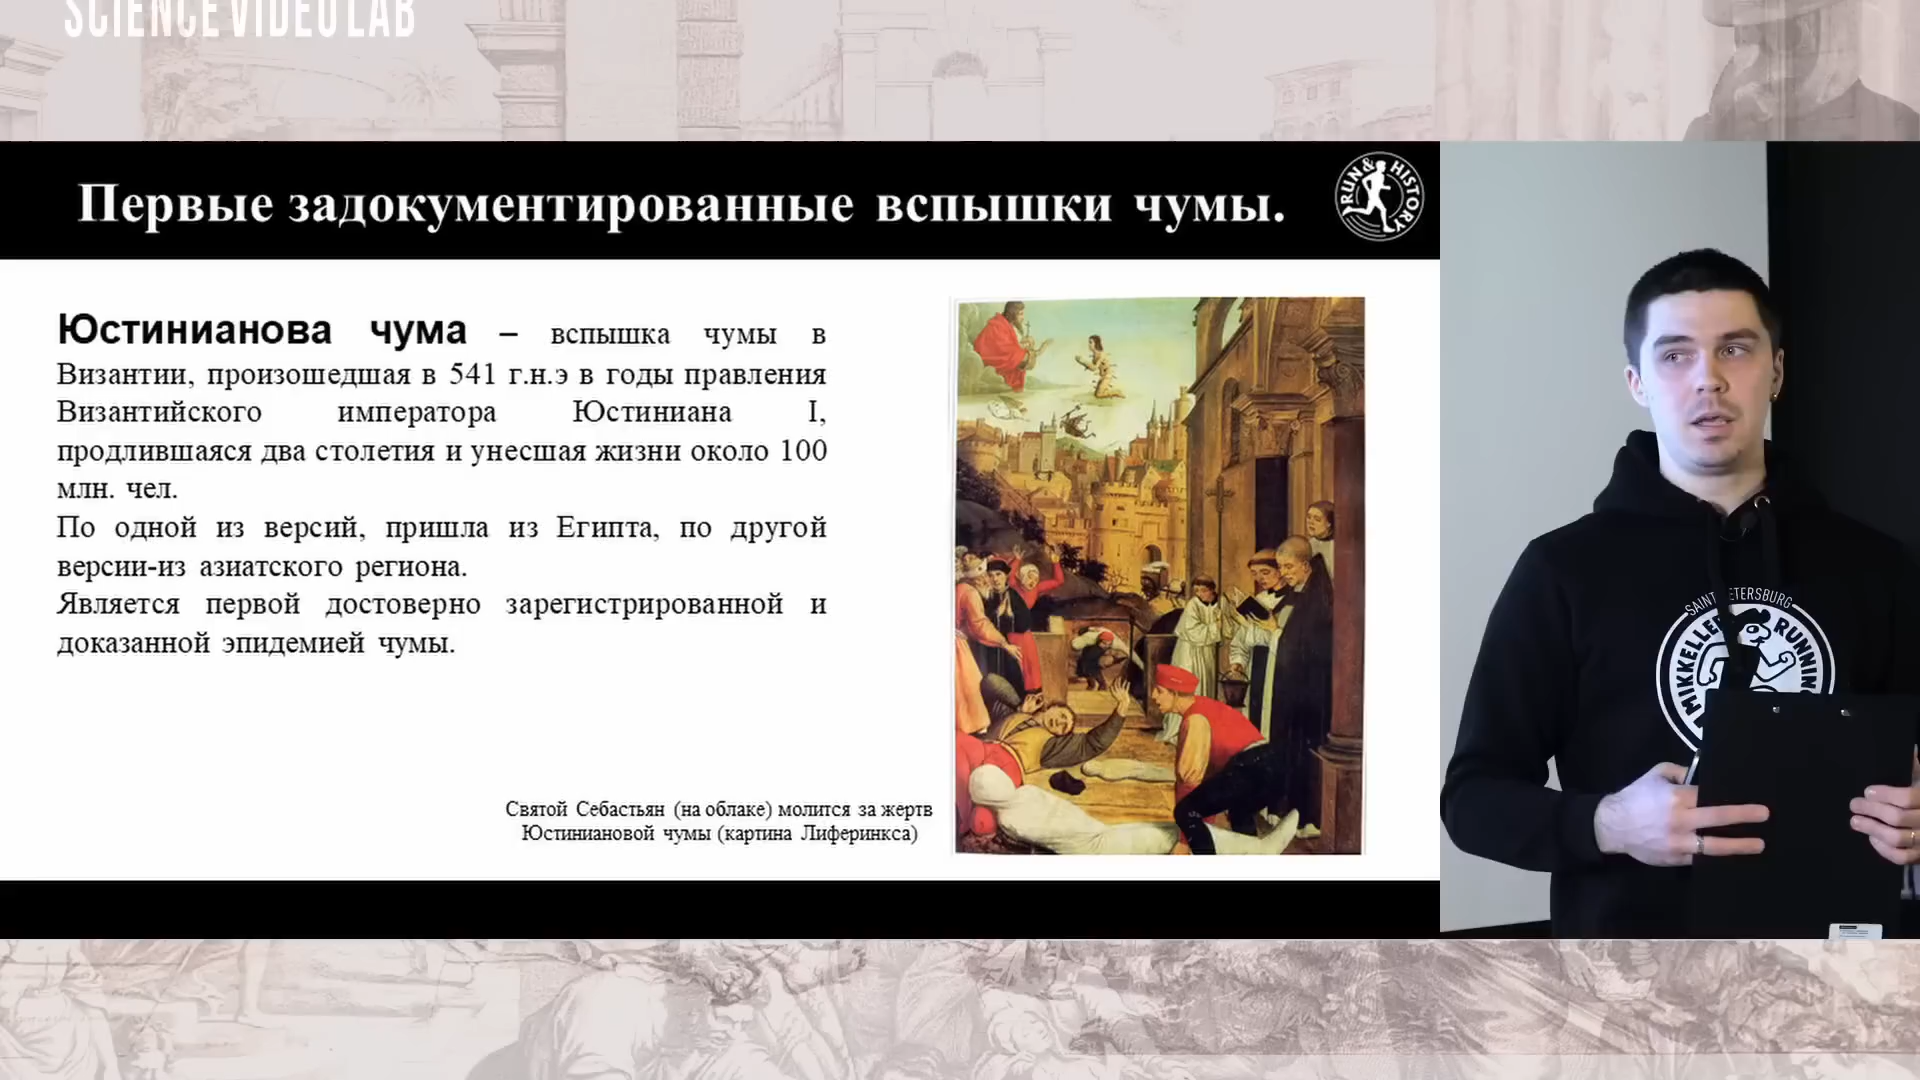 SCIENCE VIDEO LAB
Первые задокументированные вспышки чумы.
RUN & HISTORY
Юстинианова чума – вспышка чумы в
Византии, произошедшая в 541 г.н.э в годы правления
Византийского императора Юстиниана I,
продлившаяся два столетия и унесшая жизни около 100
млн. чел.
По одной из версий, пришла из Египта, по другой
версии-из азиатского региона.
Является первой достоверно зарегистрированной и
доказанной эпидемией чумы.
Святой Себастьян (на облаке) молится за жертв
Юстиниановой чумы (картина Лиферинкса)
SAINT PETERSBURG
MIKKELLER RUNNING